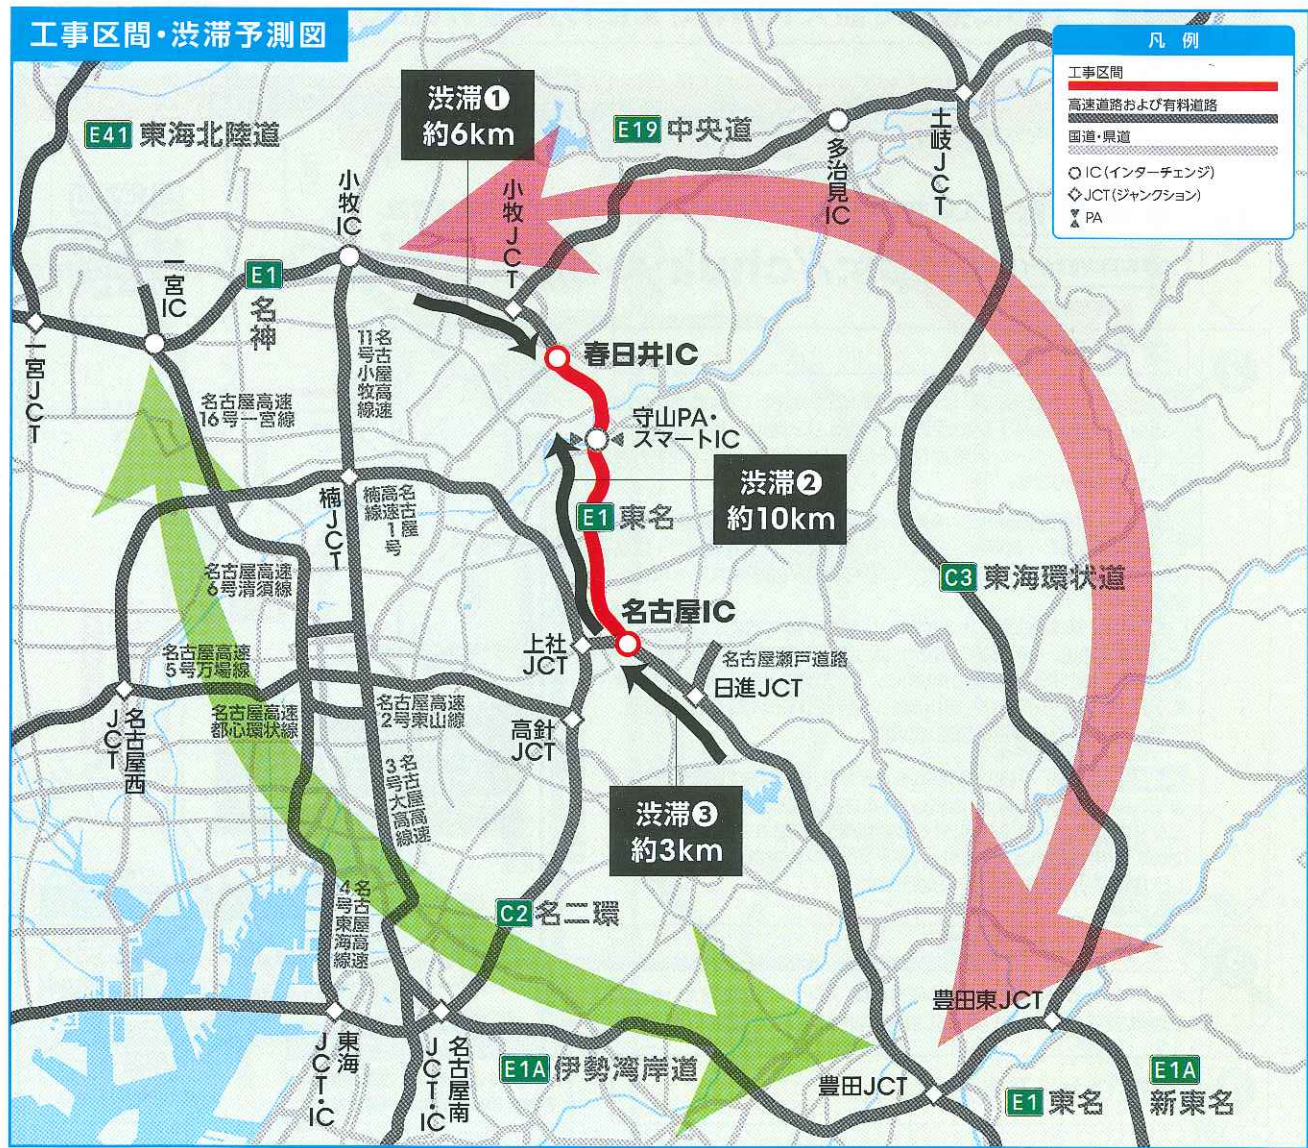 工事区間・渋滞予測図
凡 例
工事区間
高速道路および有料道路
国道・県道
IC(インターチェンジ)
JCT(ジャンクション)
PA
渋滞❶
約6km
E41 東海北陸道
E19 中央道
土岐JCT
多治見IC
小牧IC
小牧JCT
一宮IC
E1
名神
一宮JCT
名古屋高速
11号小牧線
春日井IC
名古屋高速
16号一宮線
守山PA・
スマートIC
渋滞❷
約10km
楠JCT
名古屋
高速1号
楠線
E1 東名
名古屋高速
6号清須線
C3 東海環状道
名古屋IC
上社
JCT
名古屋高速
5号万場線
名古屋瀬戸道路
日進JCT
名古屋西
JCT
名古屋高速
都心環状線
名古屋高速
2号東山線
高針
JCT
名古屋高速
3号大高線
渋滞❸
約3km
名古屋高速
4号東海線
C2 名二環
豊田東JCT
東海
JCT・IC
名古屋南
JCT・IC
E1A 伊勢湾岸道
豊田JCT
E1 東名
E1A
新東名